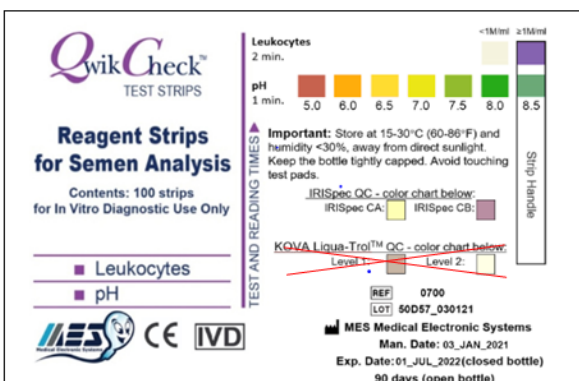 QwikCheck™
TEST STRIPS
Reagent Strips
for Semen Analysis
Contents: 100 strips
for In Vitro Diagnostic Use Only
Leukocytes
pH
MES
Medical Electronic Systems
CE
IVD
TEST AND READING TIMES
<1M/ml ≥1M/ml
Leukocytes
2 min.
pH
1 min.
5.0 6.0 6.5 7.0 7.5 8.0 8.5
Important: Store at 15-30°C (60-86°F) and
humidity <30%, away from direct sunlight.
Keep the bottle tightly capped. Avoid touching
test pads.
IRISpec QC - color chart below:
IRISpec CA: IRISpec CB:
KOVA Liqua-Trol™ QC - color chart below:
Level 1: Level 2:
Strip Handle
REF 0700
LOT 50D57_030121
MES Medical Electronic Systems
Man. Date: 03_JAN_2021
Exp. Date:01_JUL_2022(closed bottle)
90 days (open bottle)